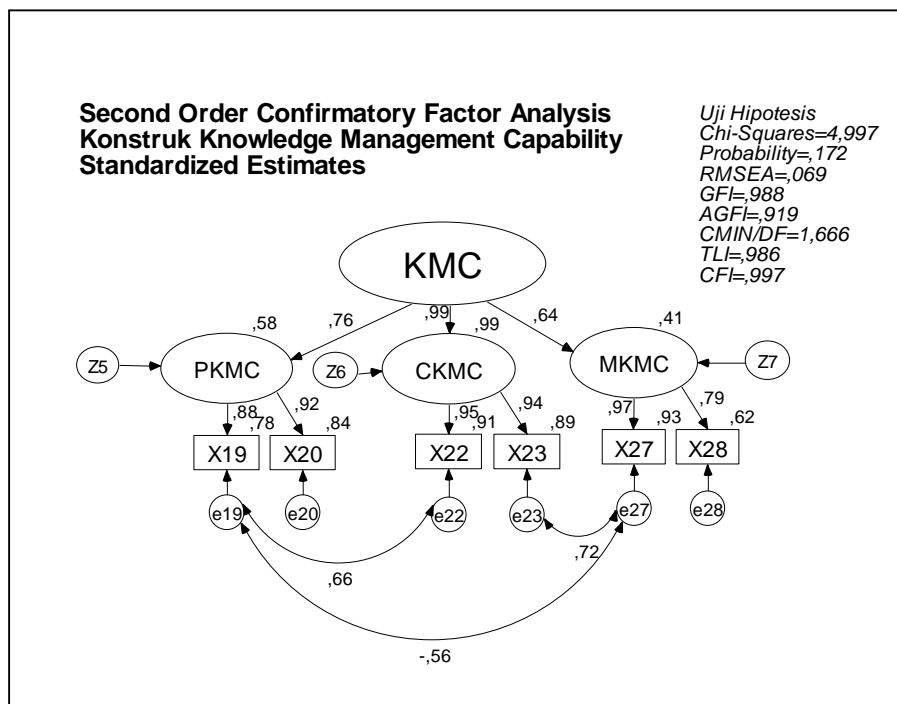 Second Order Confirmatory Factor Analysis
Konstruk Knowledge Management Capability
Standardized Estimates
Uji Hipotesis
Chi-Squares=4,997
Probability=,172
RMSEA=,069
GFI=,988
AGFI=,919
CMIN/DF=1,666
TLI=,986
CFI=,997
KMC
,58
,76
,99
,99
,64
,41
Z5
PKMC
Z6
CKMC
MKMC
Z7
,88
,78
,92
,84
,95
,91
,94
,89
,97
,93
,79
,62
X19
X20
X22
X23
X27
X28
e19
e20
e22
e23
e27
e28
,66
,72
-,56